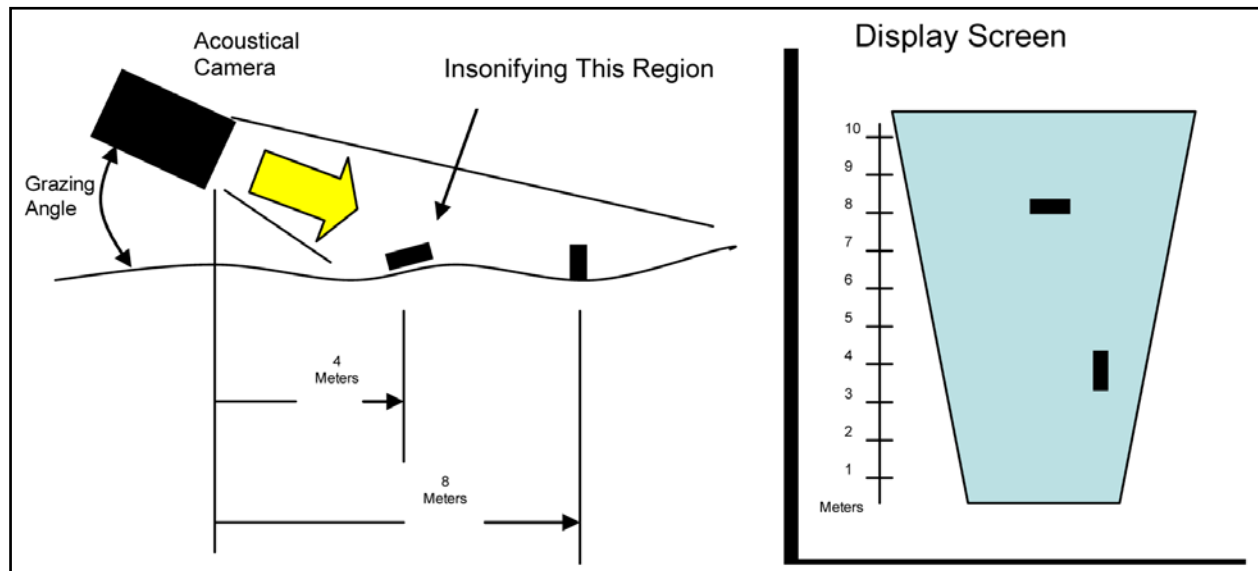 Acoustical
Camera
Insonifying This Region
Grazing
Angle
4
Meters
8
Meters
Display Screen
10
9
8
7
6
5
4
3
2
1
Meters